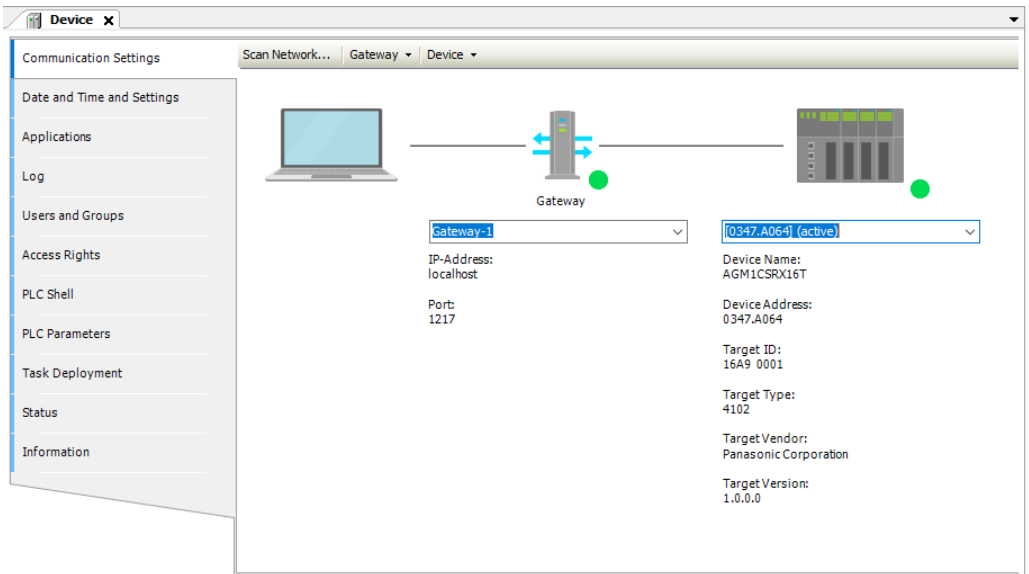 Device
Communication Settings
Scan Network... Gateway Device
Date and Time and Settings
Applications
Log
Users and Groups
Access Rights
PLC Shell
PLC Parameters
Task Deployment
Status
Information
Gateway
Gateway-1
IP-Address:
localhost
Port:
1217
[0347.A064] (active)
Device Name:
AGM1CSRX16T
Device Address:
0347.A064
Target ID:
16A9 0001
Target Type:
4102
Target Vendor:
Panasonic Corporation
Target Version:
1.0.0.0